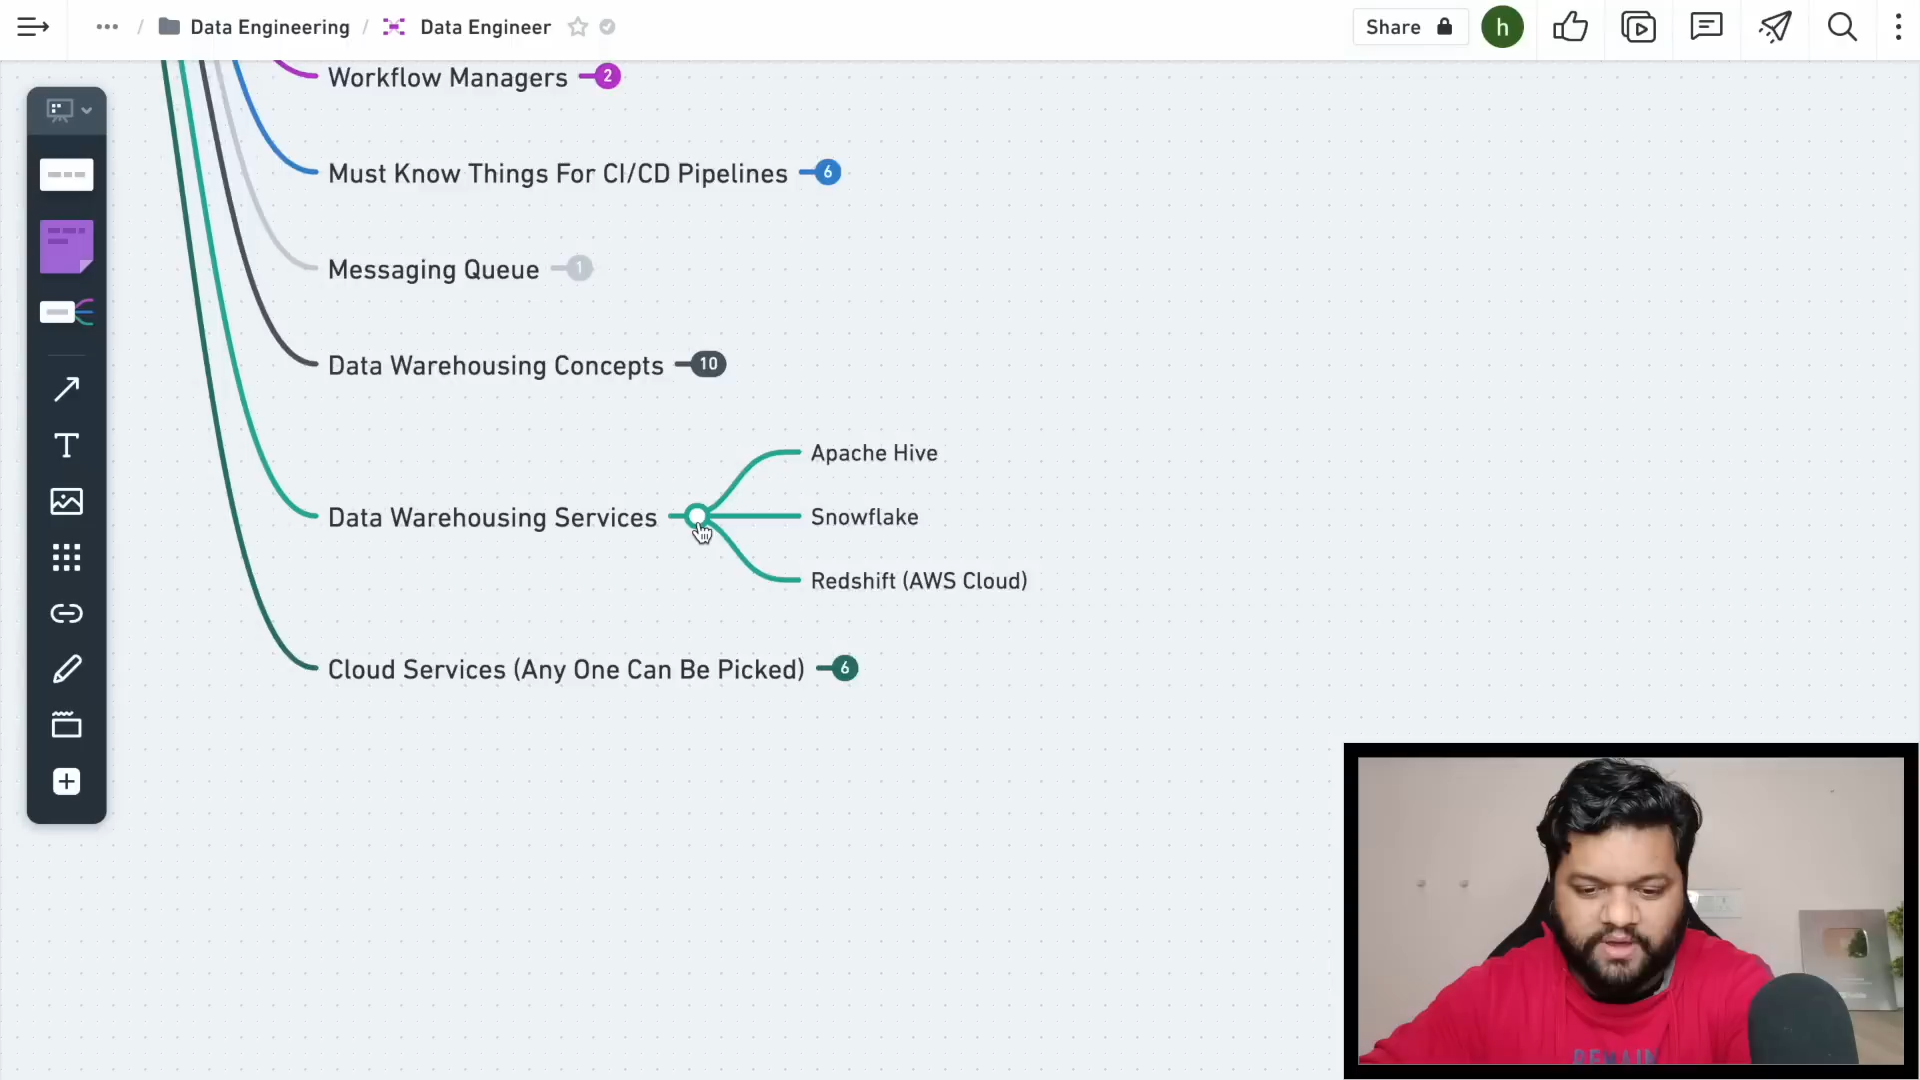 Data Engineering / Data Engineer
Share
h
Workflow Managers 2
Must Know Things For CI/CD Pipelines 6
Messaging Queue 1
Data Warehousing Concepts 10
Apache Hive
Data Warehousing Services
Snowflake
Redshift (AWS Cloud)
Cloud Services (Any One Can Be Picked) 6